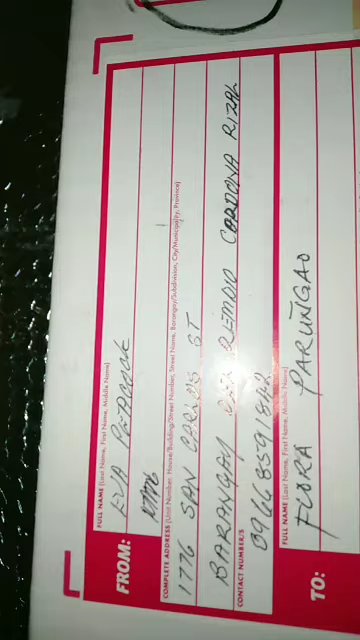 FROM:
FULL NAME (Last Name, First Name, Middle Name)
EVA
COMPLETE ADDRESS (Unit Number, House/Building/Street Number, Street Name, Barangay/Subdivision, City/Municipality, Province)
1776 SAN CARLOS ST
BARANGAY CARDONA RIZAL
CONTACT NUMBER/S
TO:
FULL NAME (Last Name, First Name, Middle Name)
FLORA PARUÑGAO